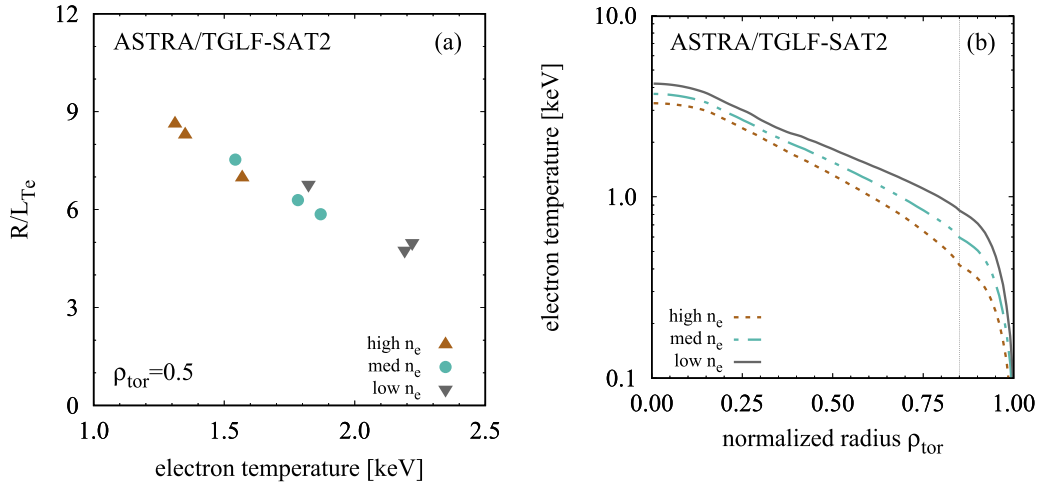 ASTRA/TGLF-SAT2
(a)
12
9
6
3
0
R/L_Te
high n_e
med n_e
low n_e
ρ_tor=0.5
1.0
1.5
2.0
2.5
electron temperature [keV]
ASTRA/TGLF-SAT2
(b)
10.0
1.0
0.1
electron temperature [keV]
high n_e
med n_e
low n_e
0.00
0.25
0.50
0.75
1.00
normalized radius ρ_tor